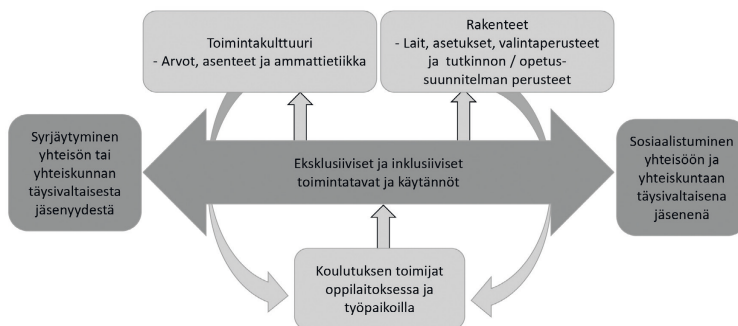 Toimintakulttuuri
- Arvot, asenteet ja ammattietiikka
Rakenteet
- Lait, asetukset, valintaperusteet
ja tutkinnon / opetus-
suunnitelman perusteet
Syrjäytyminen
yhteisön tai
yhteiskunnan
täysivaltaisesta
jäsenyydestä
Eksklusiiviset ja inklusiiviset
toimintatavat ja käytännöt
Sosiaalistuminen
yhteisöön ja
yhteiskuntaan
täysivaltaisena
jäsenenä
Koulutuksen toimijat
oppilaitoksessa ja
työpaikoilla